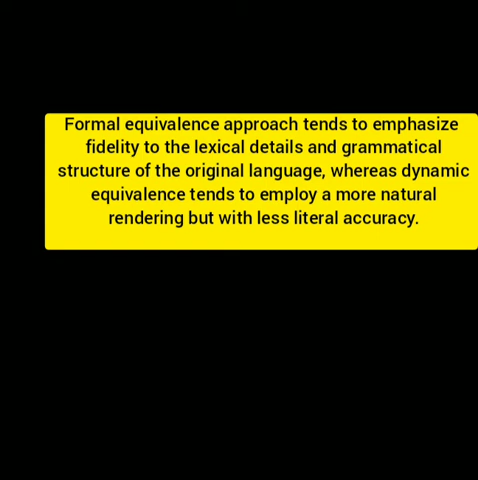 Formal equivalence approach tends to emphasize
fidelity to the lexical details and grammatical
structure of the original language, whereas dynamic
equivalence tends to employ a more natural
rendering but with less literal accuracy.